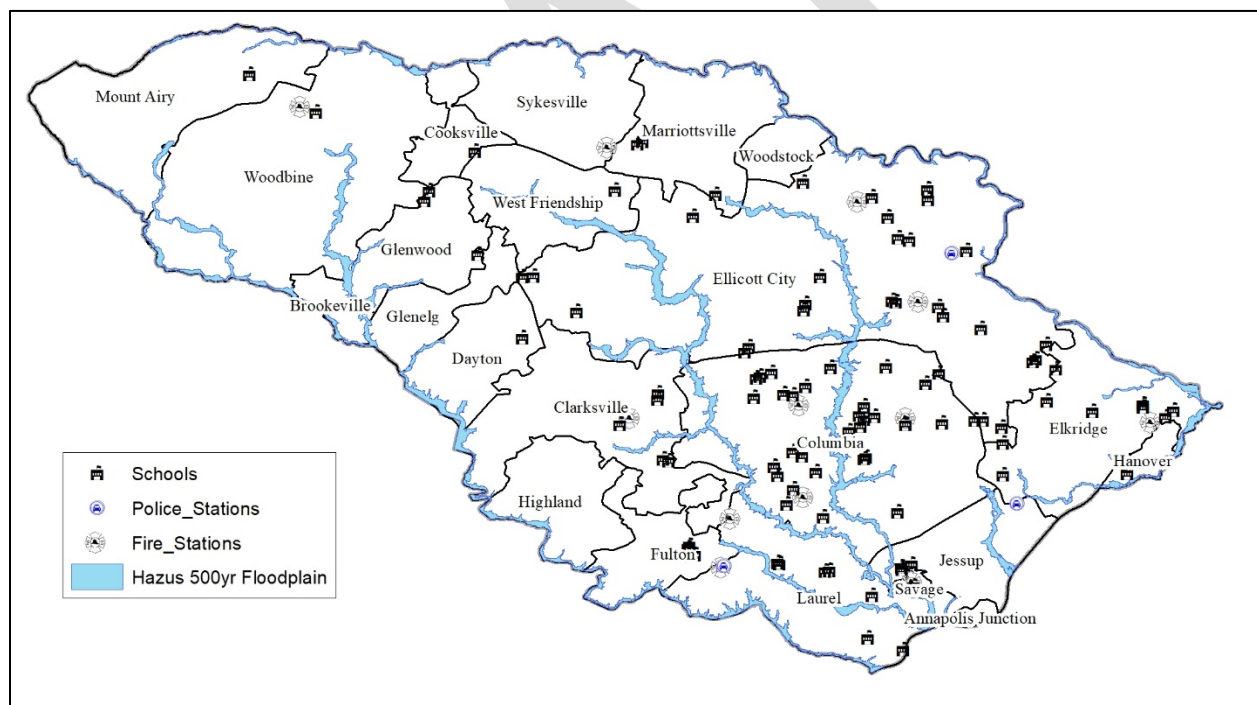 Mount Airy
Sykesville
Cooksville
Marriottsville
Woodstock
Woodbine
West Friendship
Glenwood
Ellicott City
Brookeville
Glenelg
Dayton
Clarksville
Columbia
Elkridge
Hanover
Highland
Fulton
Jessup
Savage
Laurel
Annapolis Junction
Schools
Police_Stations
Fire_Stations
Hazus 500yr Floodplain